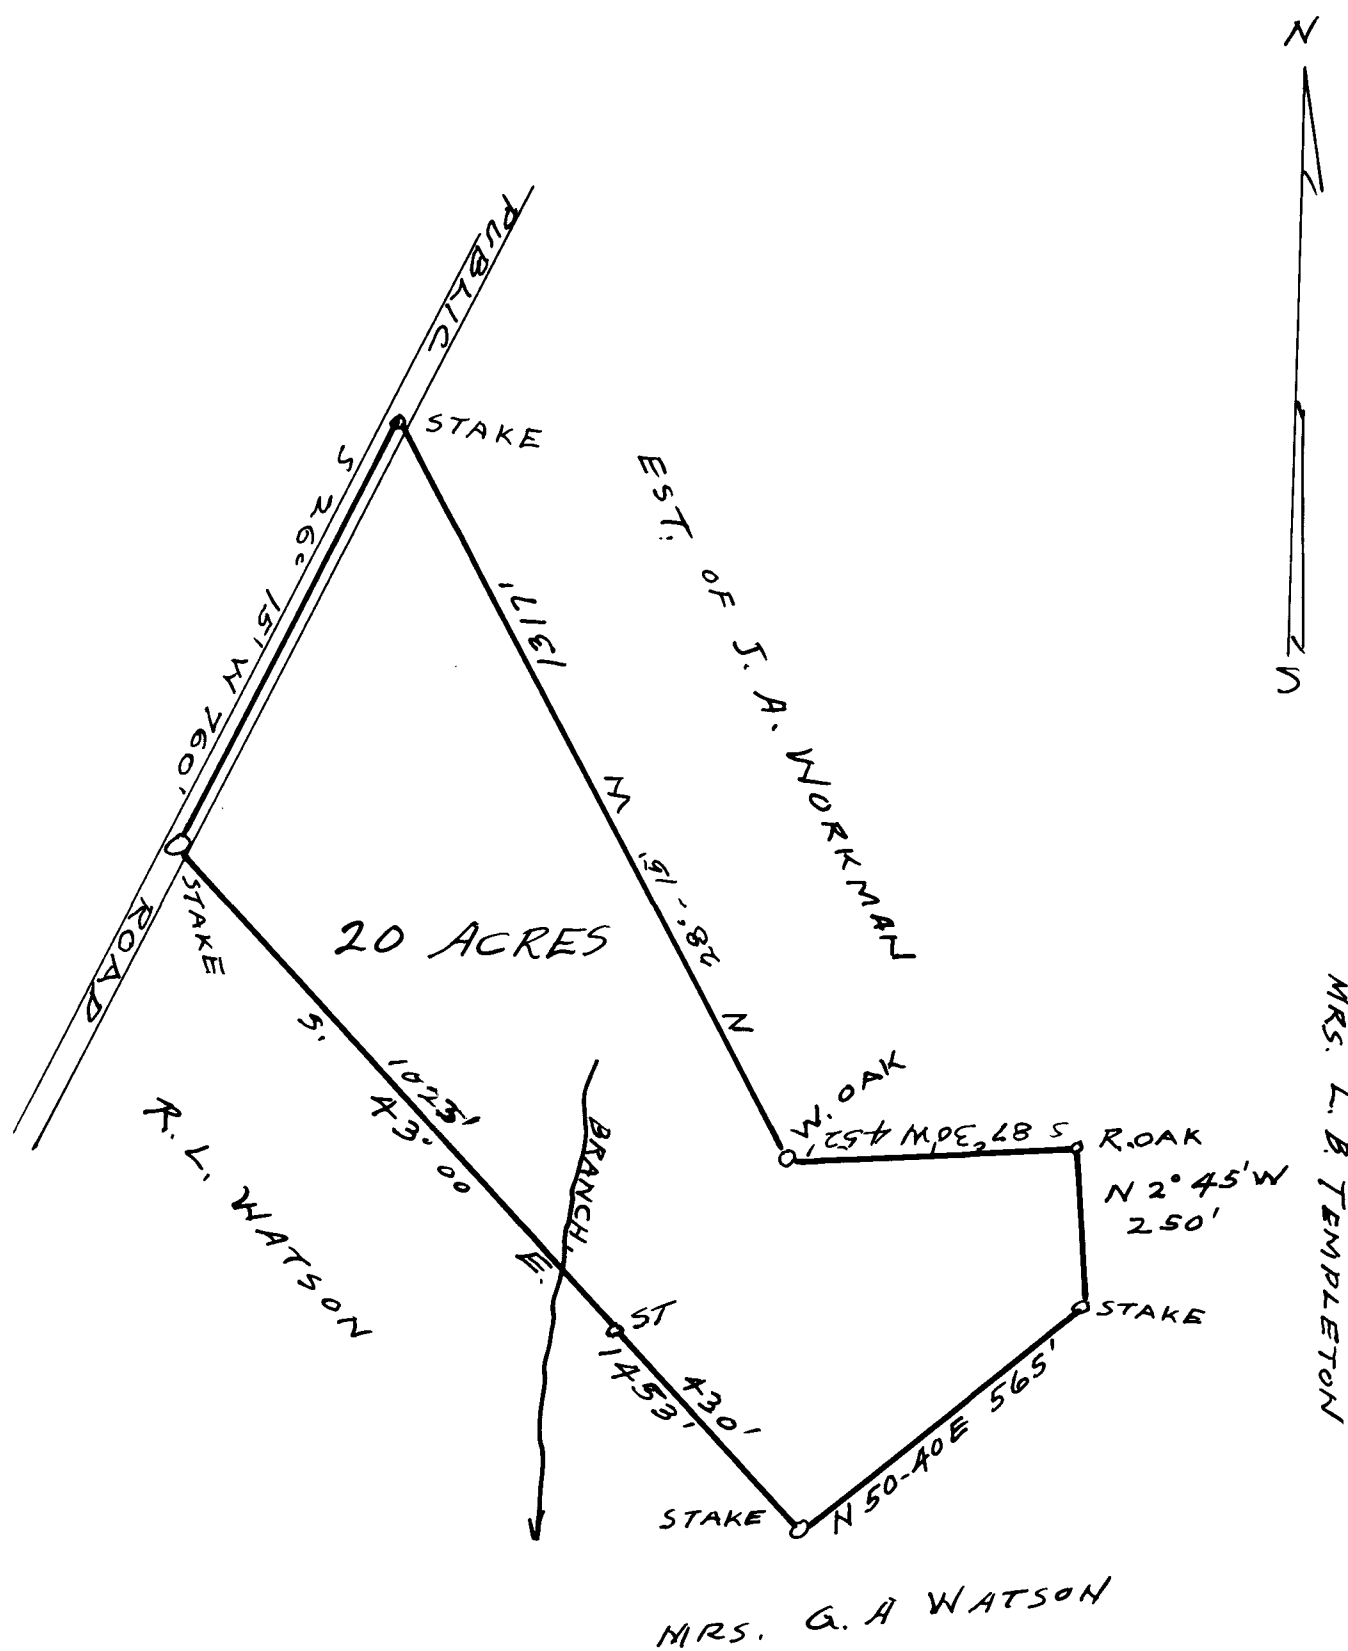 N
S
PUBLIC
ROAD
STAKE
S 26° 15' W 760'
1317'
N 28°-15' W
EST. OF J. A. WORKMAN
STAKE
20 ACRES
S. 43° 00 E.
1023'
R. L. WATSON
BRANCH.
W. OAK
S 87°30'W 452'
R.OAK
N 2° 45' W
250'
STAKE
MRS. L. B. TEMPLETON
ST
430'
1453'
N 50-40E 565'
STAKE
MRS. G. A WATSON